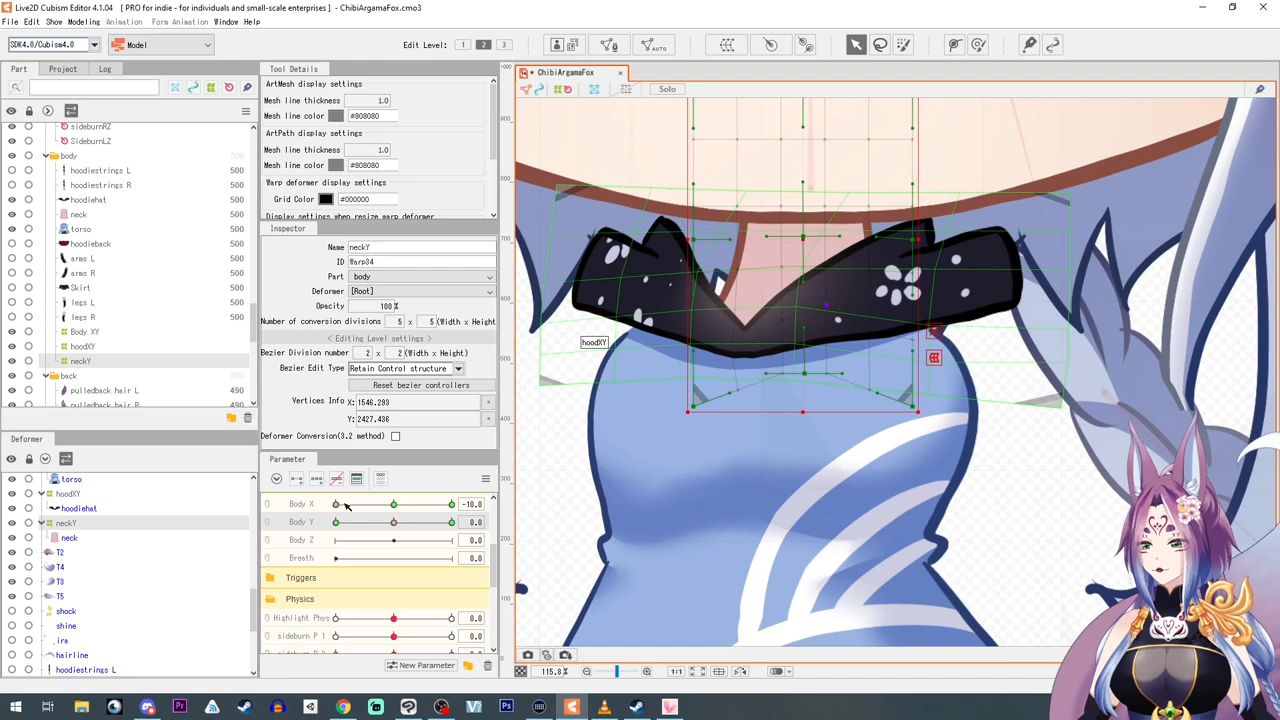 Live2D Cubism Editor 4.1.04 [ PRO for indie - for individuals and small-scale enterprises ] - ChibiArgamaFox.cmo3
File Edit Show Modeling Animation Form Animation Window Help
SDK4.0/Cubism4.0 Model Edit Level: 1 2 3 AUTO
Part Project Log
sideburnRZ
SideburnLZ
body 500
hoodiestrings L 500
hoodiestrings R 500
hoodiehat 500
neck 500
torso 500
hoodieback 500
arms L 500
arms R 500
Skirt 500
legs L 500
legs R 500
Body XY
hoodXY
neckY
back 500
pulledback hair L 490
pulledback hair R 490
Deformer
torso
hoodXY
hoodiehat
neckY
neck
T2
T4
T3
T5
shock
shine
ira
hairline
hoodiestrings L
Tool Details
ArtMesh display settings
Mesh line thickness 1.0
Mesh line color #808080
ArtPath display settings
Mesh line thickness 1.0
Mesh line color #808080
Warp deformer display settings
Grid Color #000000
Display settings when resize warp deformer
Inspector
Name neckY
ID Warp34
Part body
Deformer [Root]
Opacity 100 %
Number of conversion divisions 5 x 5 (Width x Height
< Editing Level settings >
Bezier Division number 2 x 2 (Width x Height)
Bezier Edit Type Retain Control structure
Reset bezier controllers
Vertices Info X: 1546.293
Y: 2427.436
Deformer Conversion(3.2 method)
Parameter
Body X -10.0
Body Y 0.0
Body Z 0.0
Breath 0.0
Triggers
Physics
Highlight Phys 0.0
sideburn P 1 0.0
New Parameter
* ChibiArgamaFox
Solo
hoodXY
115.8 % 1:1